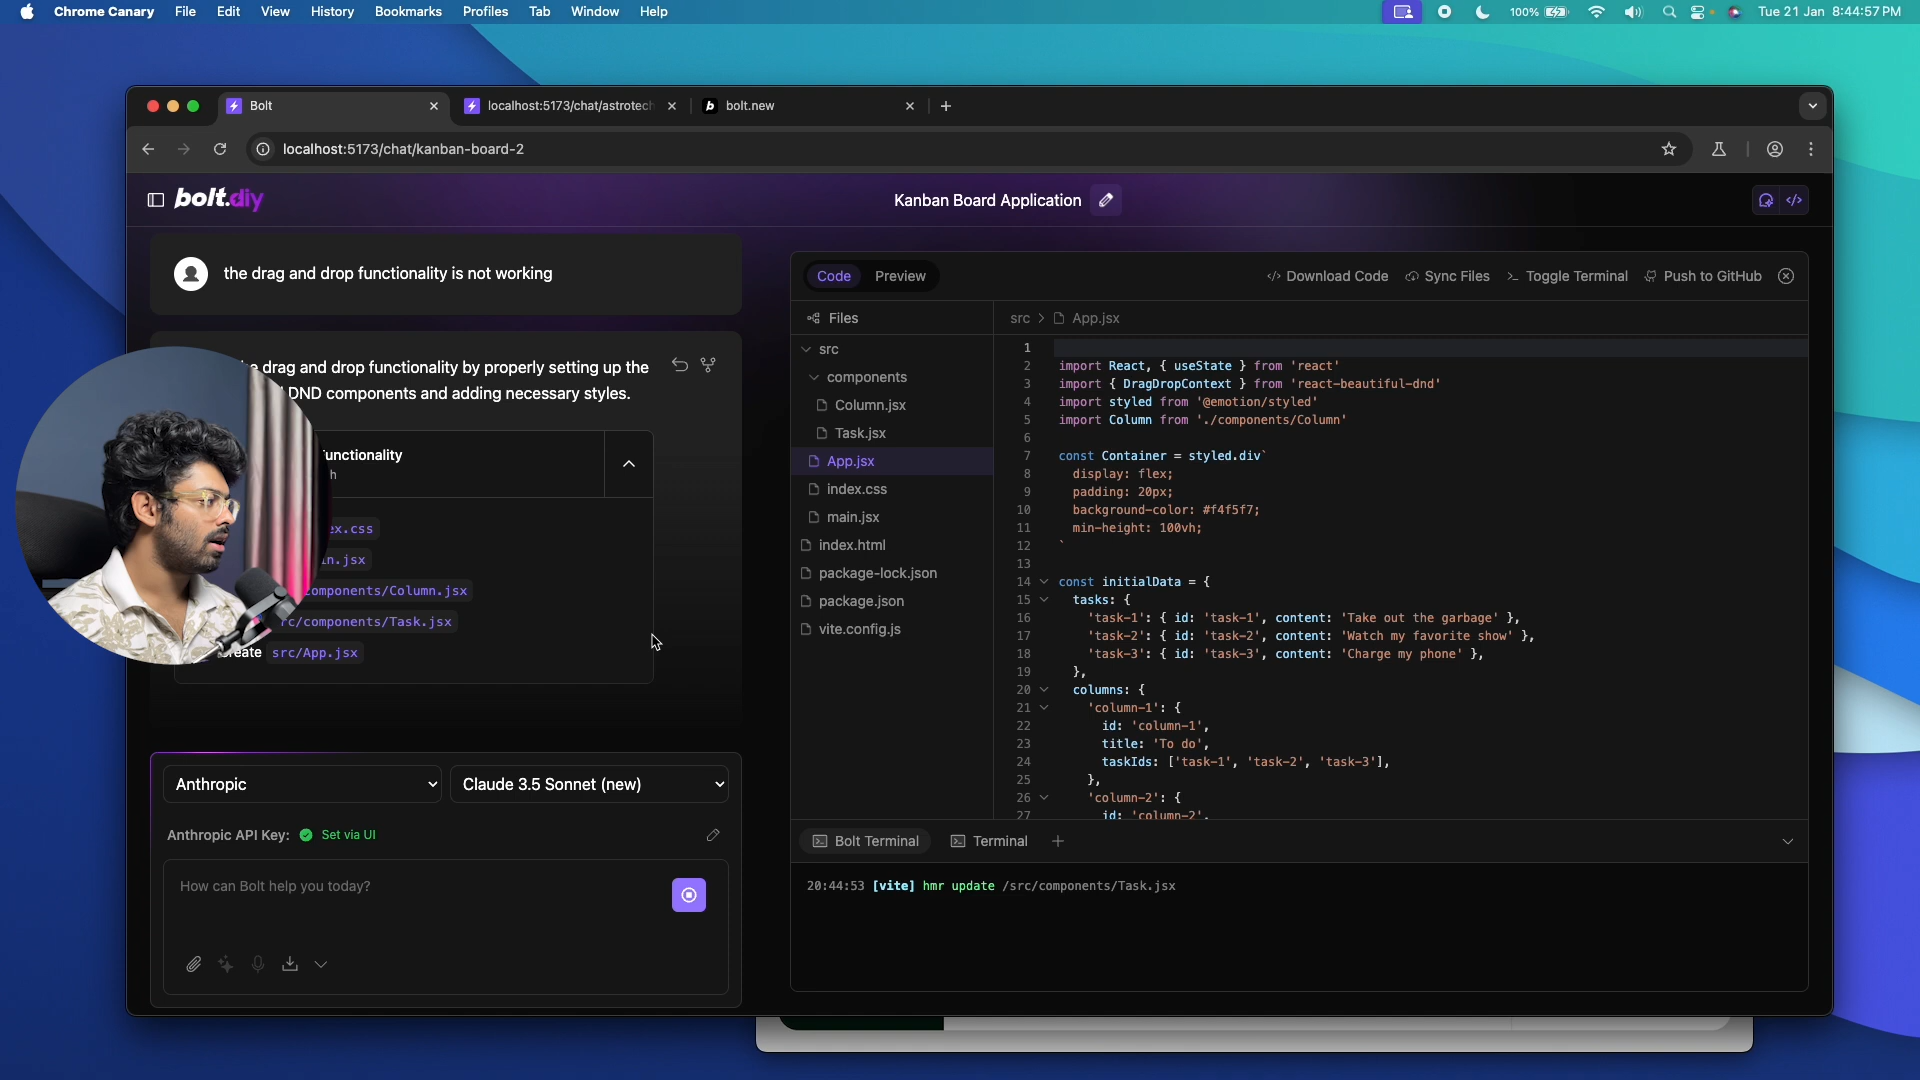 Chrome Canary File Edit View History Bookmarks Profiles Tab Window Help
100% Tue 21 Jan 8:44:57 PM
Bolt
localhost:5173/chat/astrotech
bolt.new
localhost:5173/chat/kanban-board-2
bolt.diy
Kanban Board Application
the drag and drop functionality is not working
drag and drop functionality by properly setting up the
DND components and adding necessary styles.
src/App.jsx
Anthropic
Claude 3.5 Sonnet (new)
Anthropic API Key: Set via UI
How can Bolt help you today?
Code Preview
Download Code Sync Files Toggle Terminal Push to GitHub
Files
src
components
Column.jsx
Task.jsx
App.jsx
index.css
main.jsx
index.html
package-lock.json
package.json
vite.config.js
src > App.jsx
1
2 import React, { useState } from 'react'
3 import { DragDropContext } from 'react-beautiful-dnd'
4 import styled from '@emotion/styled'
5 import Column from './components/Column'
6
7 const Container = styled.div`
8 display: flex;
9 padding: 20px;
10 background-color: #f4f5f7;
11 min-height: 100vh;
12 `
13
14 const initialData = {
15 tasks: {
16 'task-1': { id: 'task-1', content: 'Take out the garbage' },
17 'task-2': { id: 'task-2', content: 'Watch my favorite show' },
18 'task-3': { id: 'task-3', content: 'Charge my phone' },
19 },
20 columns: {
21 'column-1': {
22 id: 'column-1',
23 title: 'To do',
24 taskIds: ['task-1', 'task-2', 'task-3'],
25 },
26 'column-2': {
27 id: 'column-2',
Bolt Terminal
Terminal
20:44:53 [vite] hmr update /src/components/Task.jsx